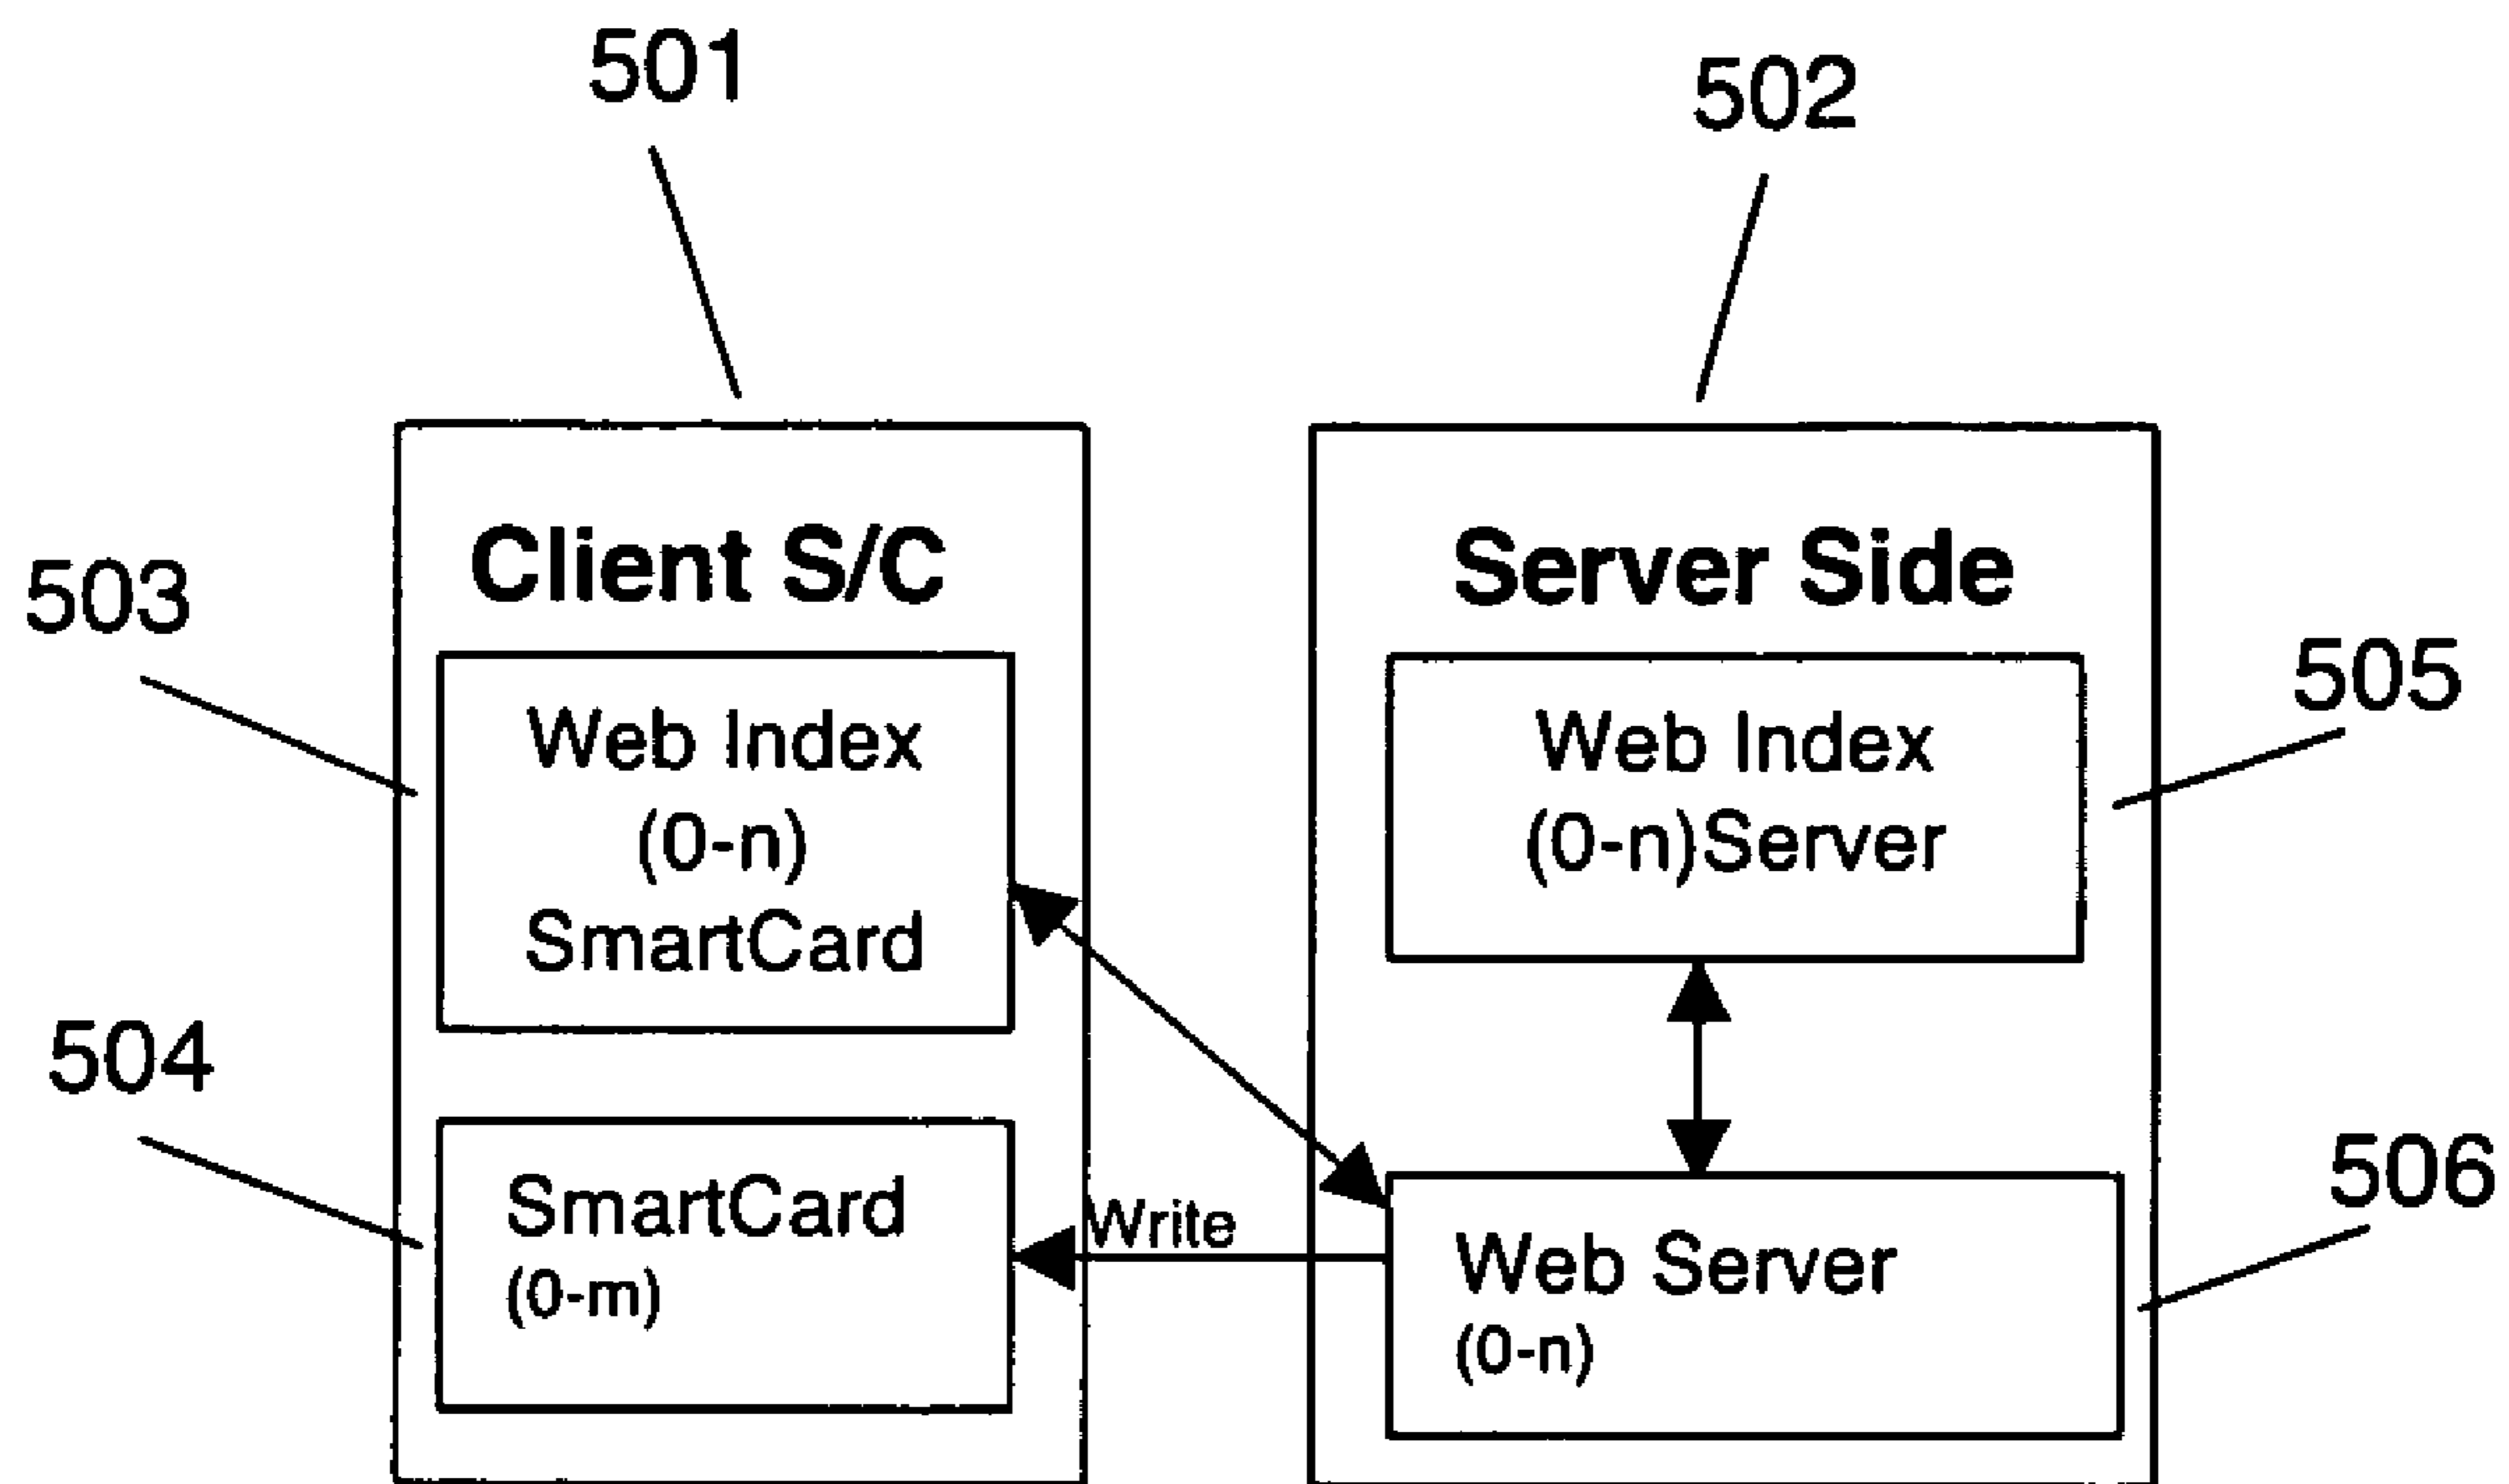 501
502
Client S/C
Server Side
503
Web Index
(0-n)
SmartCard
Web Index
(0-n)Server
505
504
SmartCard
(0-m)
Write
Web Server
(0-n)
506